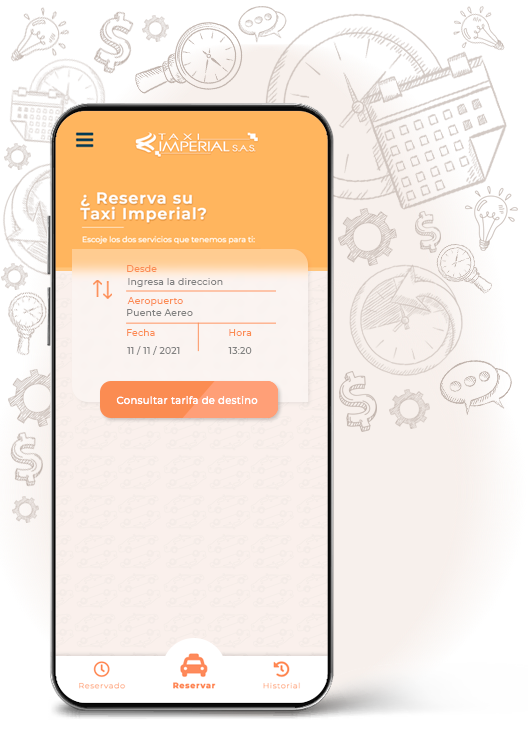 TAXI
IMPERIAL S.A.S.
¿ Reserva su
Taxi Imperial?
Escoje los dos servicios que tenemos para ti:
Desde
Ingresa la direccion
Aeropuerto
Puente Aereo
Fecha Hora
11 / 11 / 2021 13:20
Consultar tarifa de destino
Reservado Reservar Historial